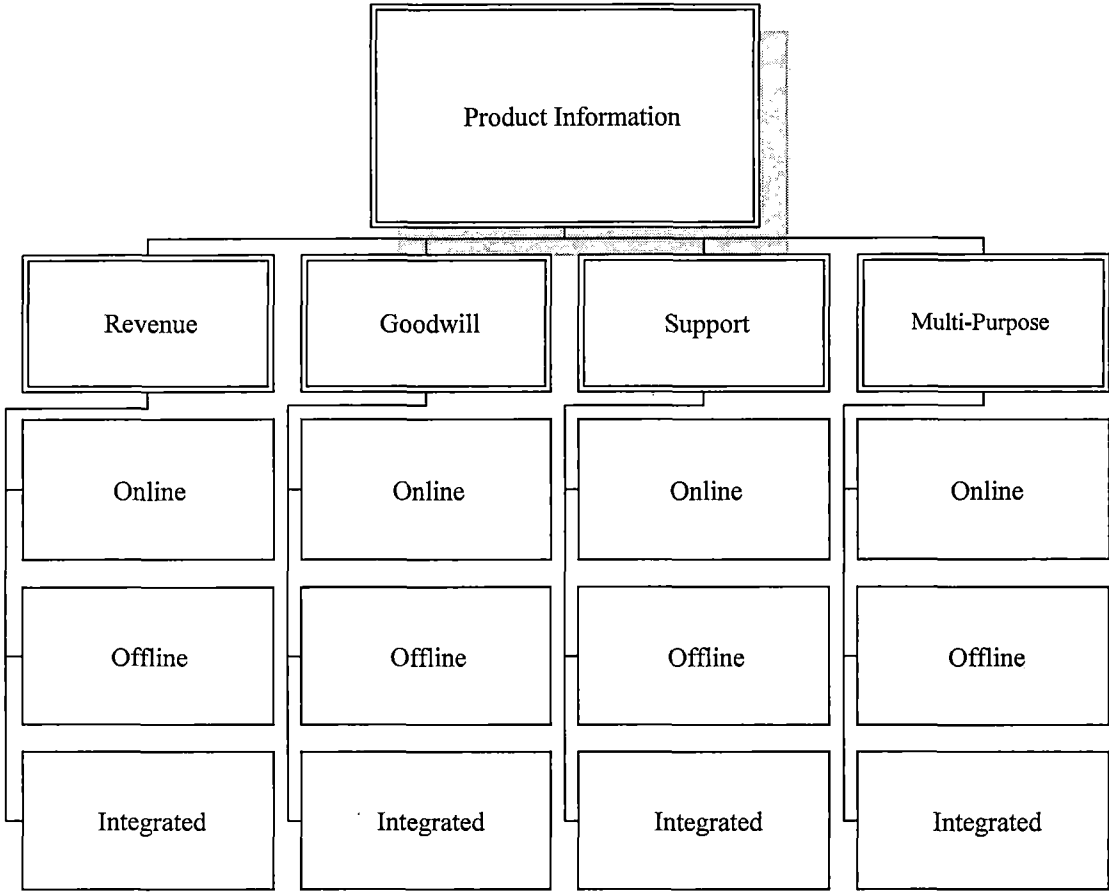 Product Information
Revenue
Goodwill
Support
Multi-Purpose
Online
Online
Online
Online
Offline
Offline
Offline
Offline
Integrated
Integrated
Integrated
Integrated